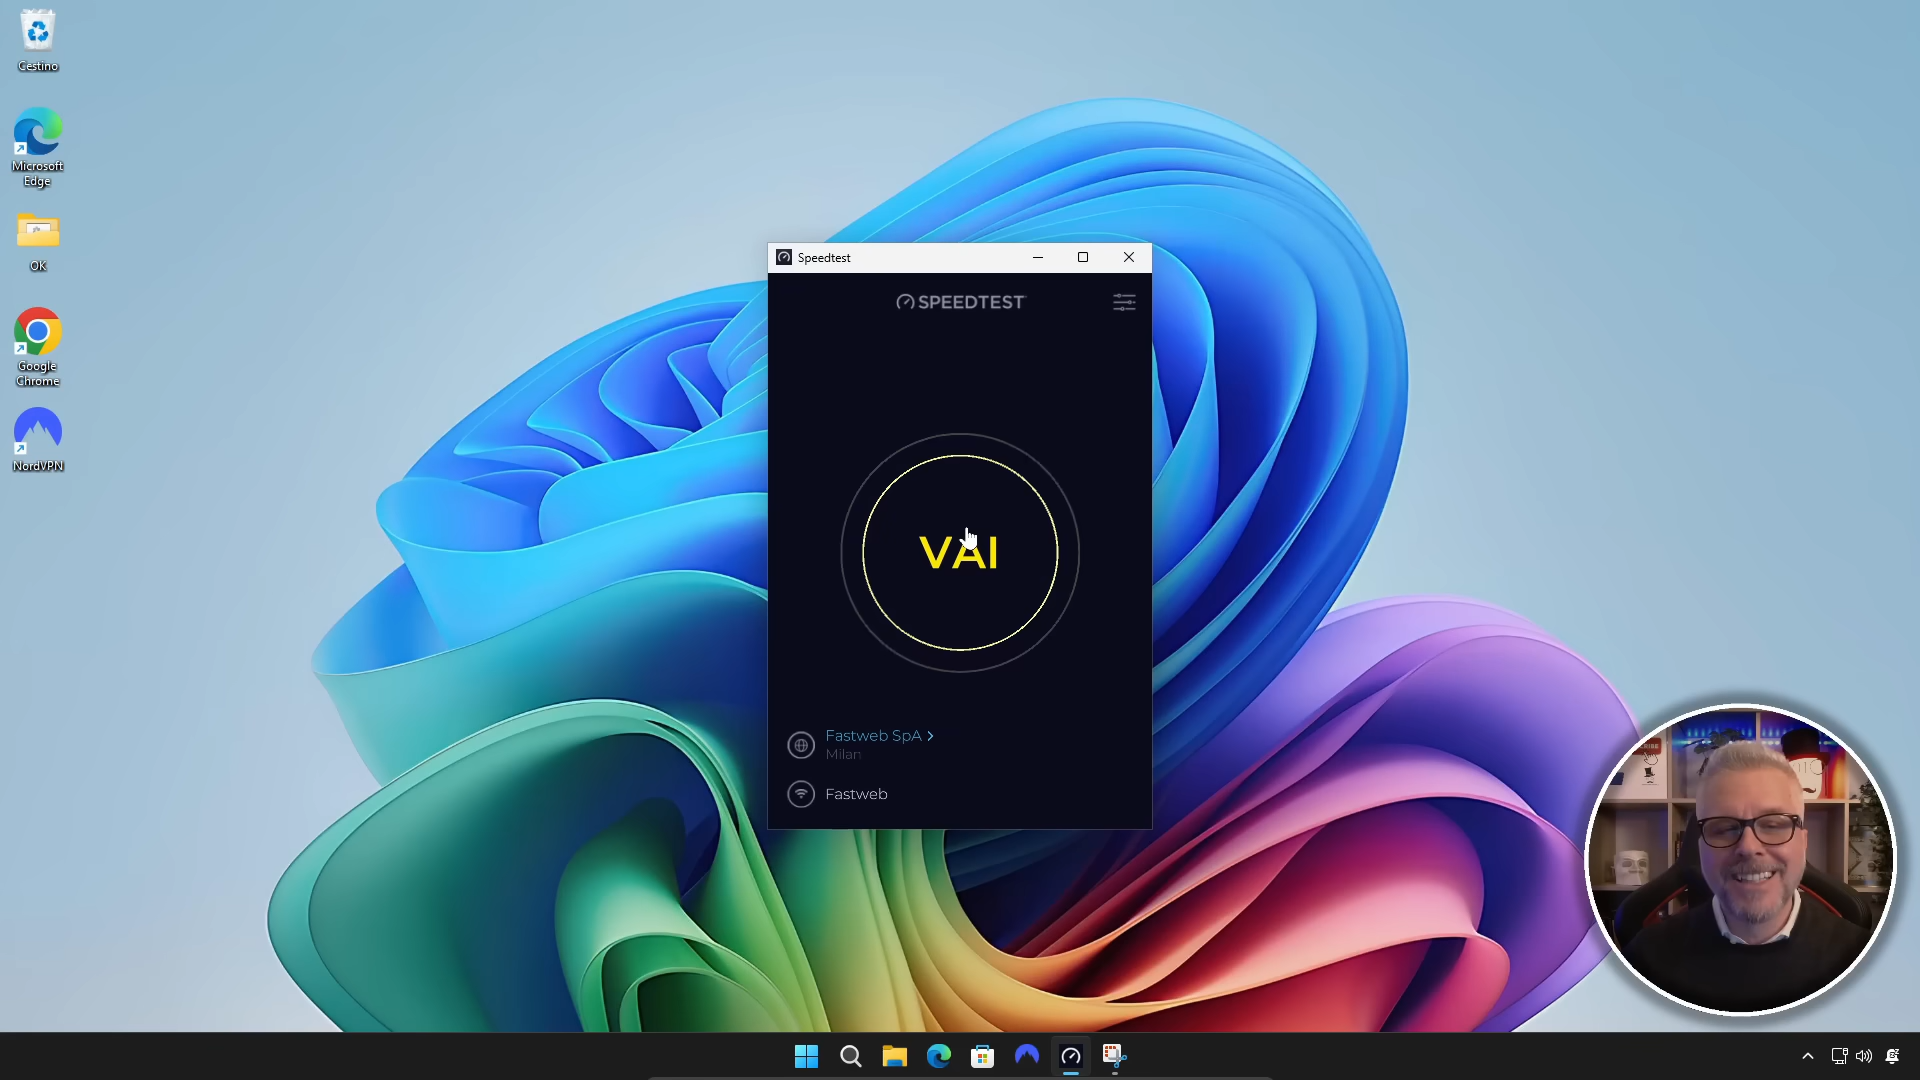 Cestino
Microsoft
Edge
OK
Google
Chrome
NordVPN
Speedtest
SPEEDTEST
VAI
Fastweb SpA
Milan
Fastweb